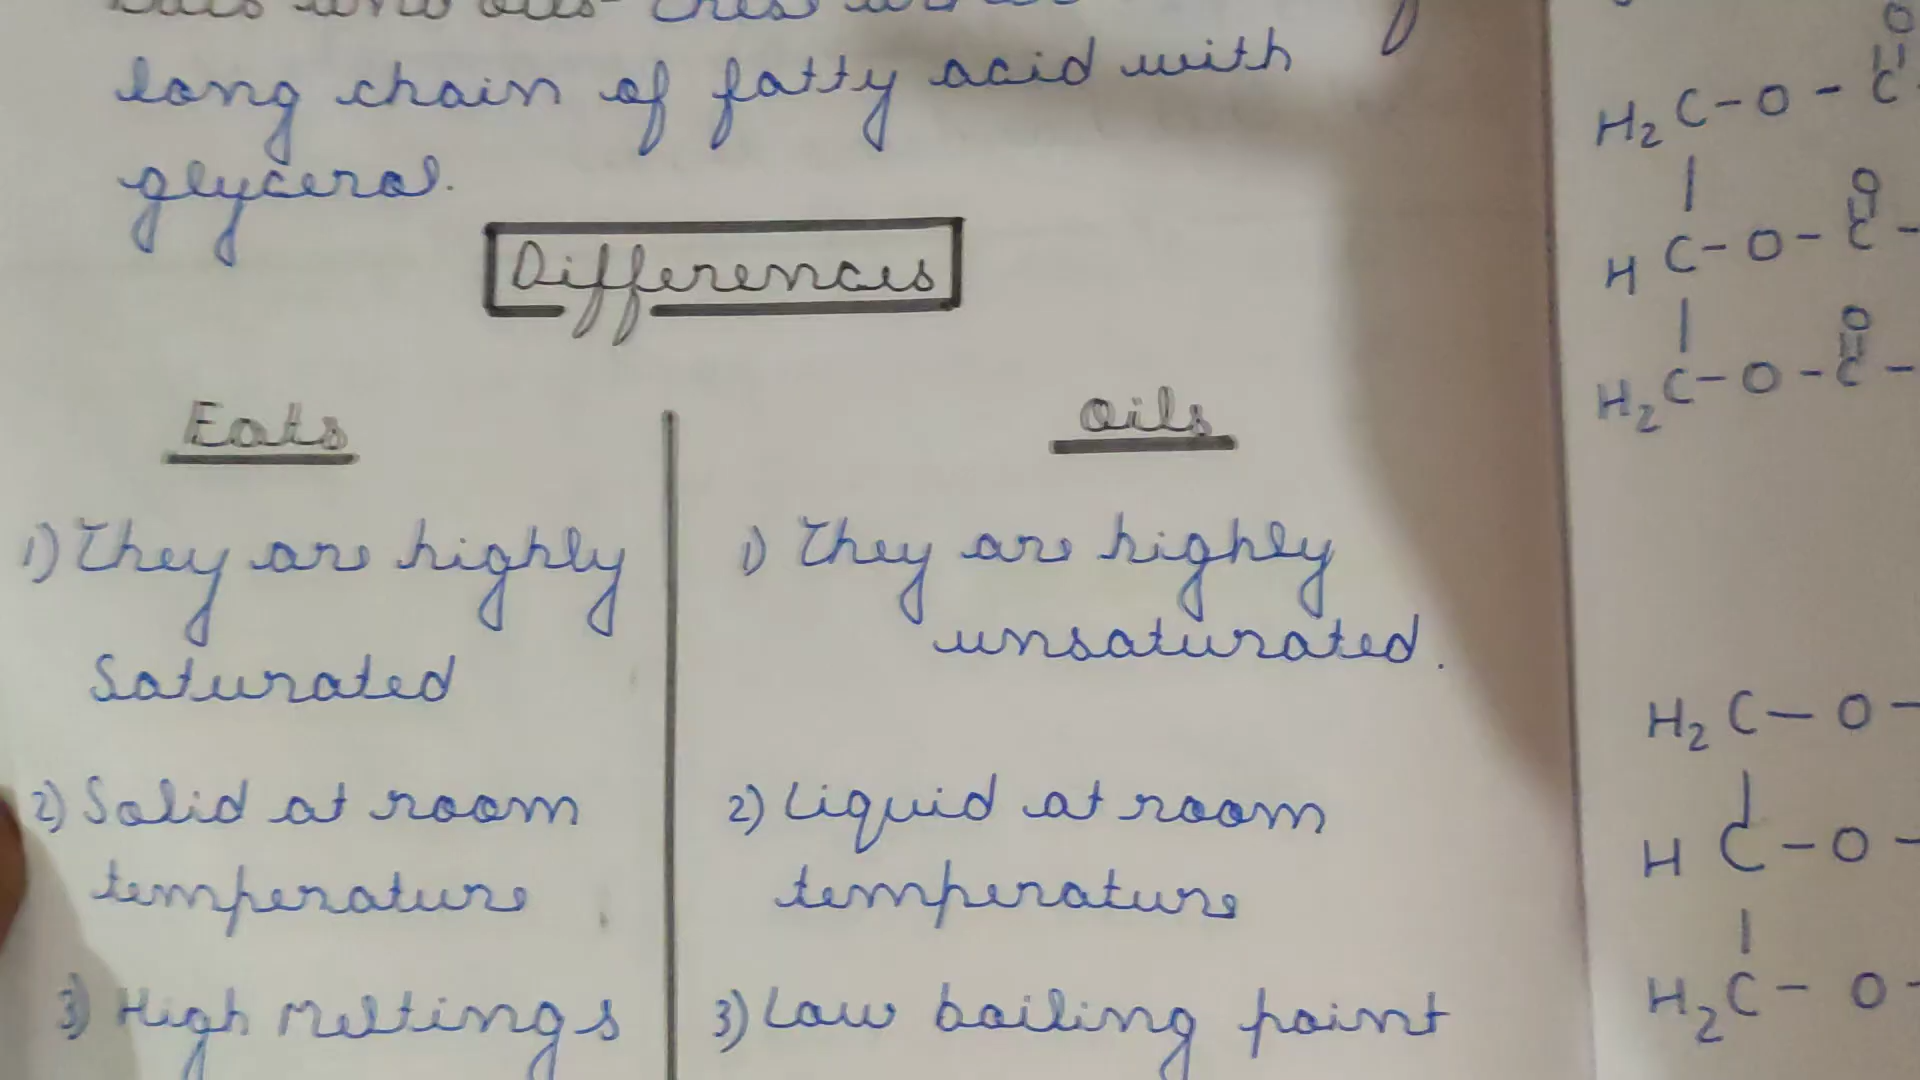 long chain of fatty acid with
glycerol.
Differences
Fats
Oils
1) They are highly
Saturated
2) Solid at room
temperature
3) High Meltings
1) They are highly
unsaturated.
2) Liquid at room
temperature
3) Low boiling point
O
||
H2C-O-C
|
O
||
H C-O-C-
|
O
||
H2C-O-C-
H2C-O-
|
H C-O-
|
H2C-O-